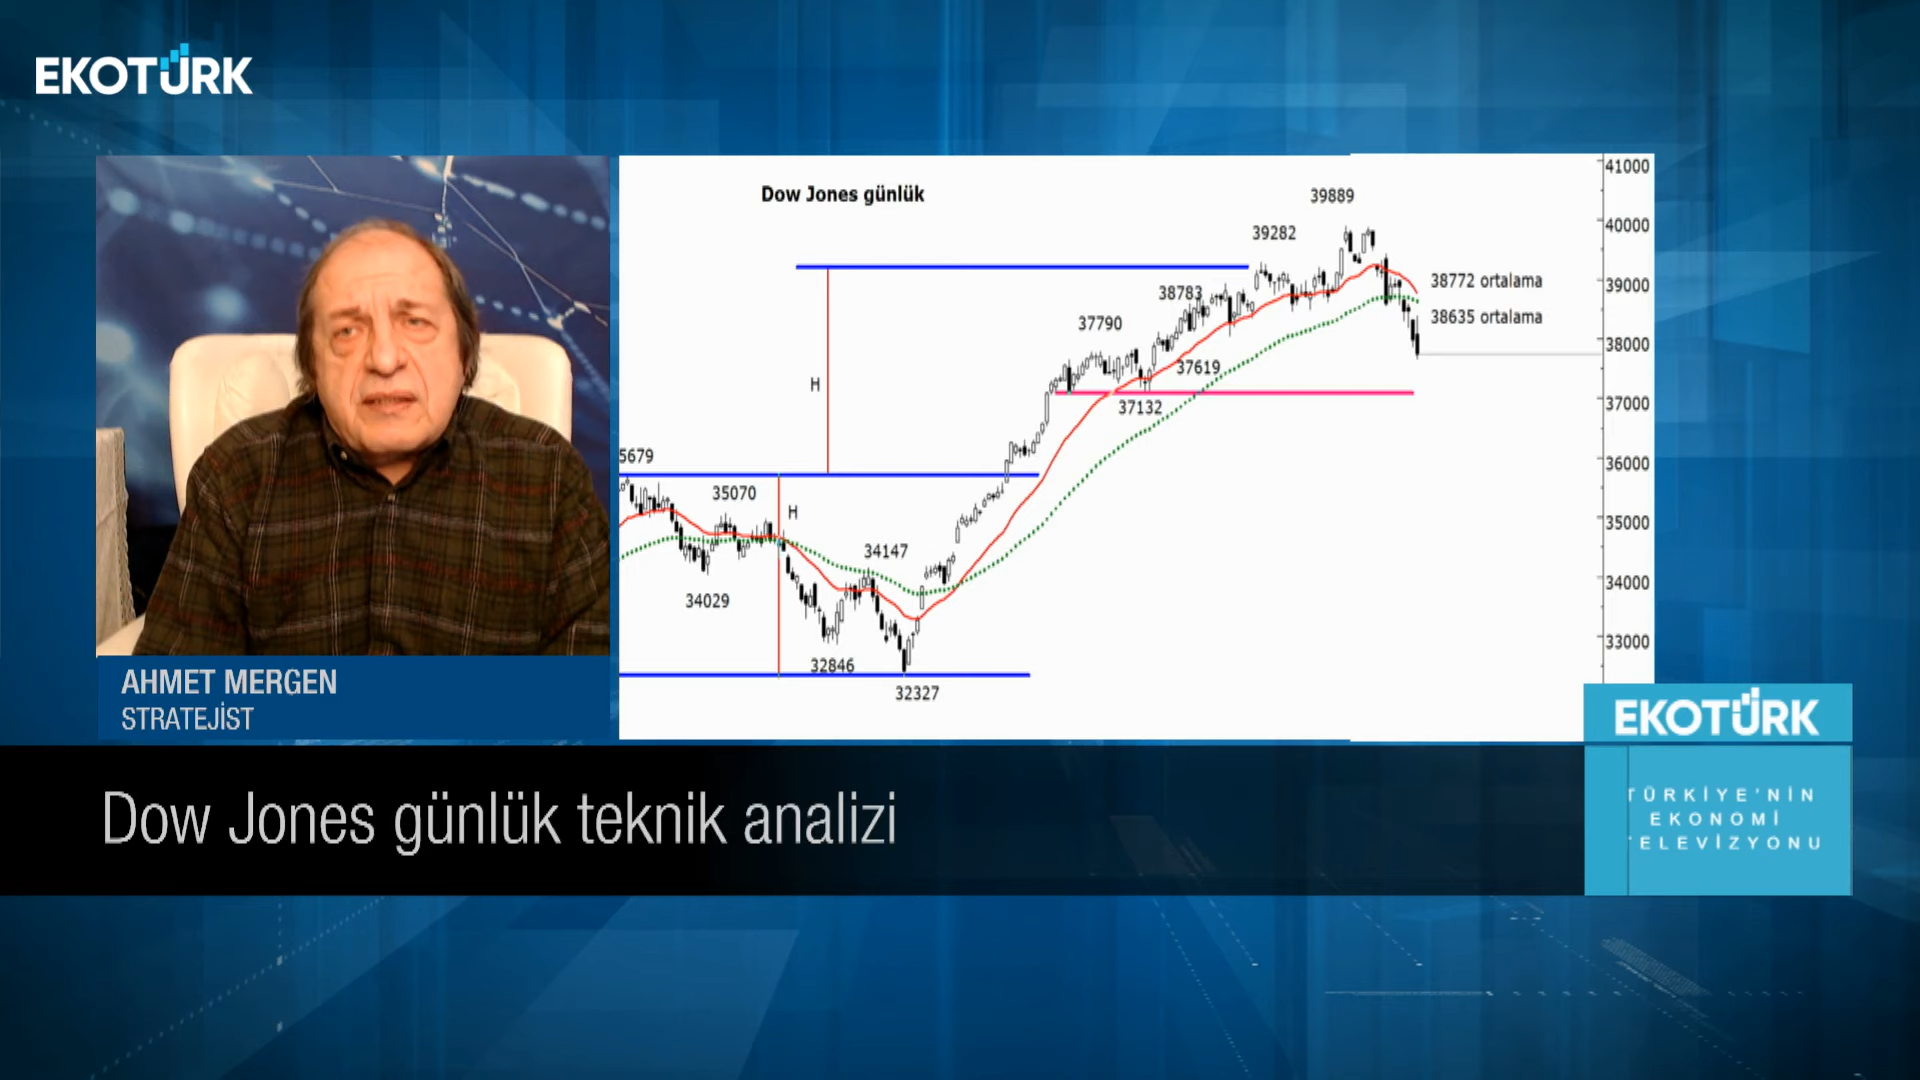 EKOTÜRK
Dow Jones günlük
39889
39282
38772 ortalama
38783
38635 ortalama
37790
37619
37132
H
5679
35070
H
34147
34029
32846
32327
41000
40000
39000
38000
37000
36000
35000
34000
33000
AHMET MERGEN
STRATEJİST
EKOTÜRK
Dow Jones günlük teknik analizi
TÜRKİYE'NİN
EKONOMİ
TELEVİZYONU